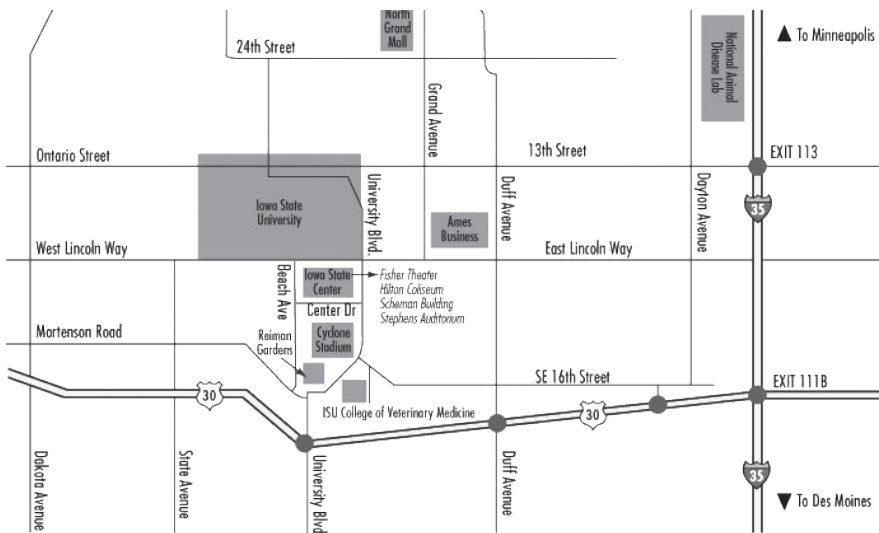 North
Grand
Mall
24th Street
National Animal
Disease Lab
To Minneapolis
Grand Avenue
Ontario Street
13th Street
EXIT 113
Iowa State
University
University
Blvd.
Duff Avenue
Dayton Avenue
35
Ames
Business
West Lincoln Way
East Lincoln Way
Beach Ave
Iowa State
Center
Fisher Theater
Hilton Coliseum
Scheman Building
Stephens Auditorium
Center Dr
Mortenson Road
Reiman
Gardens
Cyclone
Stadium
SE 16th Street
EXIT 111B
30
ISU College of Veterinary Medicine
30
Dakota Avenue
State Avenue
University Blvd
Duff Avenue
35
To Des Moines